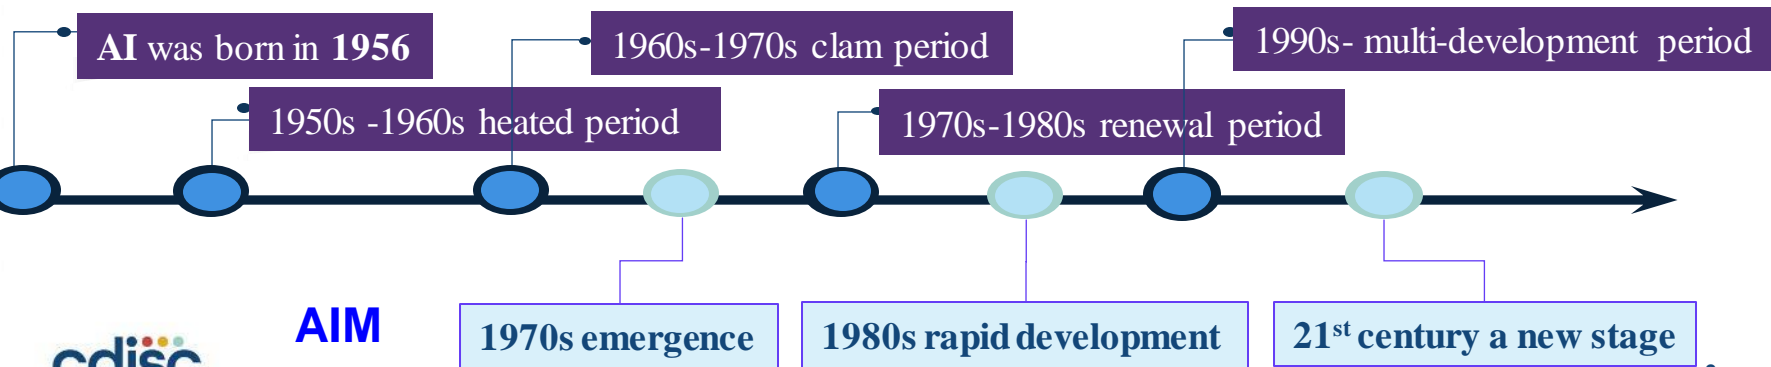 AI was born in 1956
1960s-1970s clam period
1990s- multi-development period
1950s -1960s heated period
1970s-1980s renewal period
AIM
1970s emergence
1980s rapid development
21st century a new stage
cdisc